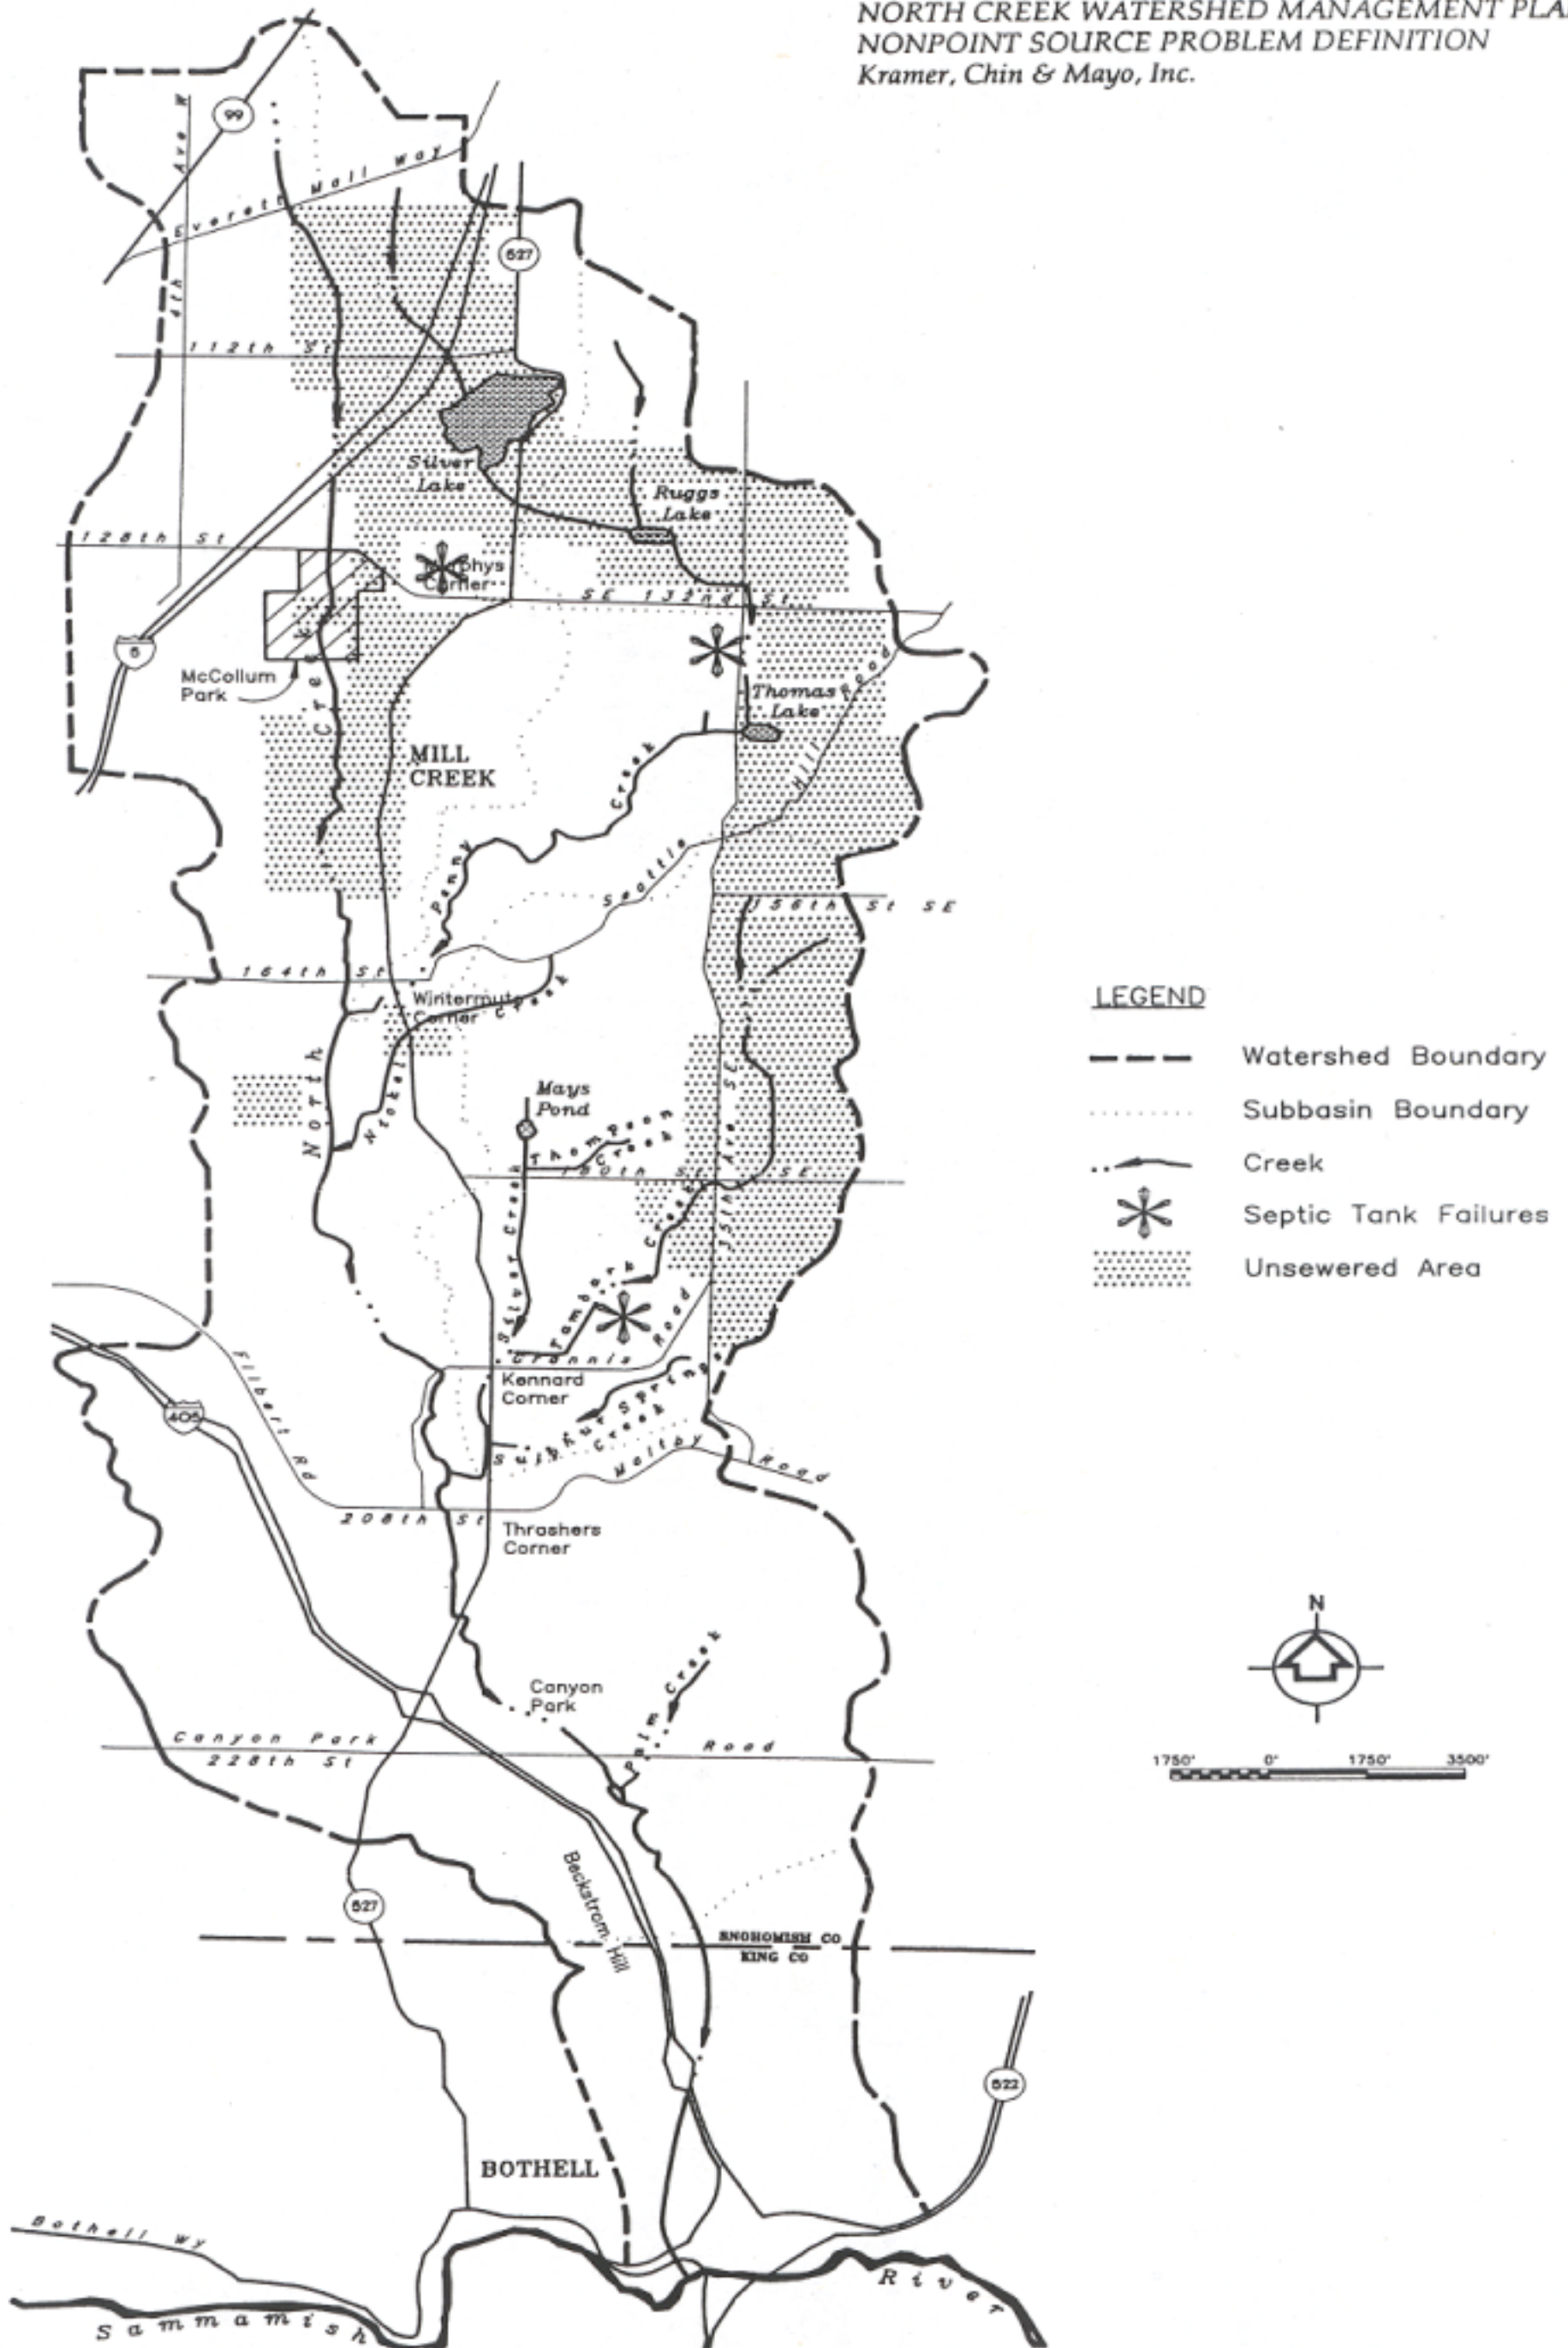 NORTH CREEK WATERSHED MANAGEMENT PLA
NONPOINT SOURCE PROBLEM DEFINITION
Kramer, Chin & Mayo, Inc.
99
Ave W
4th
Everett Mall Way
527
112th St
Silver
Lake
Ruggs
Lake
128th St
Murphys
Corner
SE 132nd St
5
McCollum
Park
Creek
Thomas
Lake
Hill Road
MILL
CREEK
Penny Creek
Seattle
156th St SE
164th St
Wintermute
Corner
Creek
LEGEND
Watershed Boundary
Subbasin Boundary
Creek
Septic Tank Failures
Unsewered Area
North
Nickel
Mays
Pond
Thompson
Creek
180th St SE
35th Ave SE
Silver Creek
Tambark Creek
Grannis Road
Kennard
Corner
Filbert Rd
405
Sulphur Springs
Creek
Maltby Road
208th St
Thrashers
Corner
Canyon
Park
Palm Creek
N
Canyon Park Road
228th St
1750' 0' 1750' 3500'
Beckstrom Hill
527
SNOHOMISH CO
KING CO
522
BOTHELL
Bothell Wy
Sammamish River